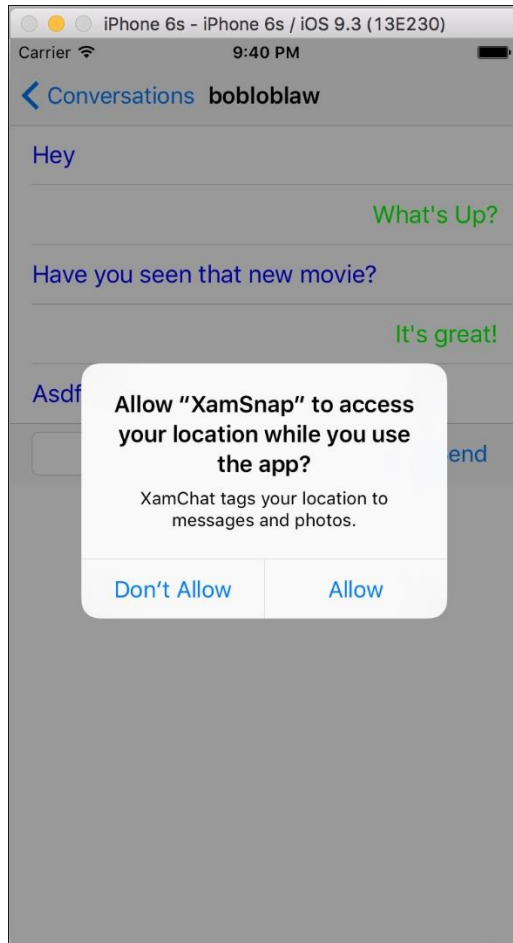 iPhone 6s - iPhone 6s / iOS 9.3 (13E230)
Carrier 9:40 PM
Conversations bobloblaw
Hey
What's Up?
Have you seen that new movie?
It's great!
Asdf
end
Allow “XamSnap” to access
your location while you use
the app?
XamChat tags your location to
messages and photos.
Don’t Allow Allow